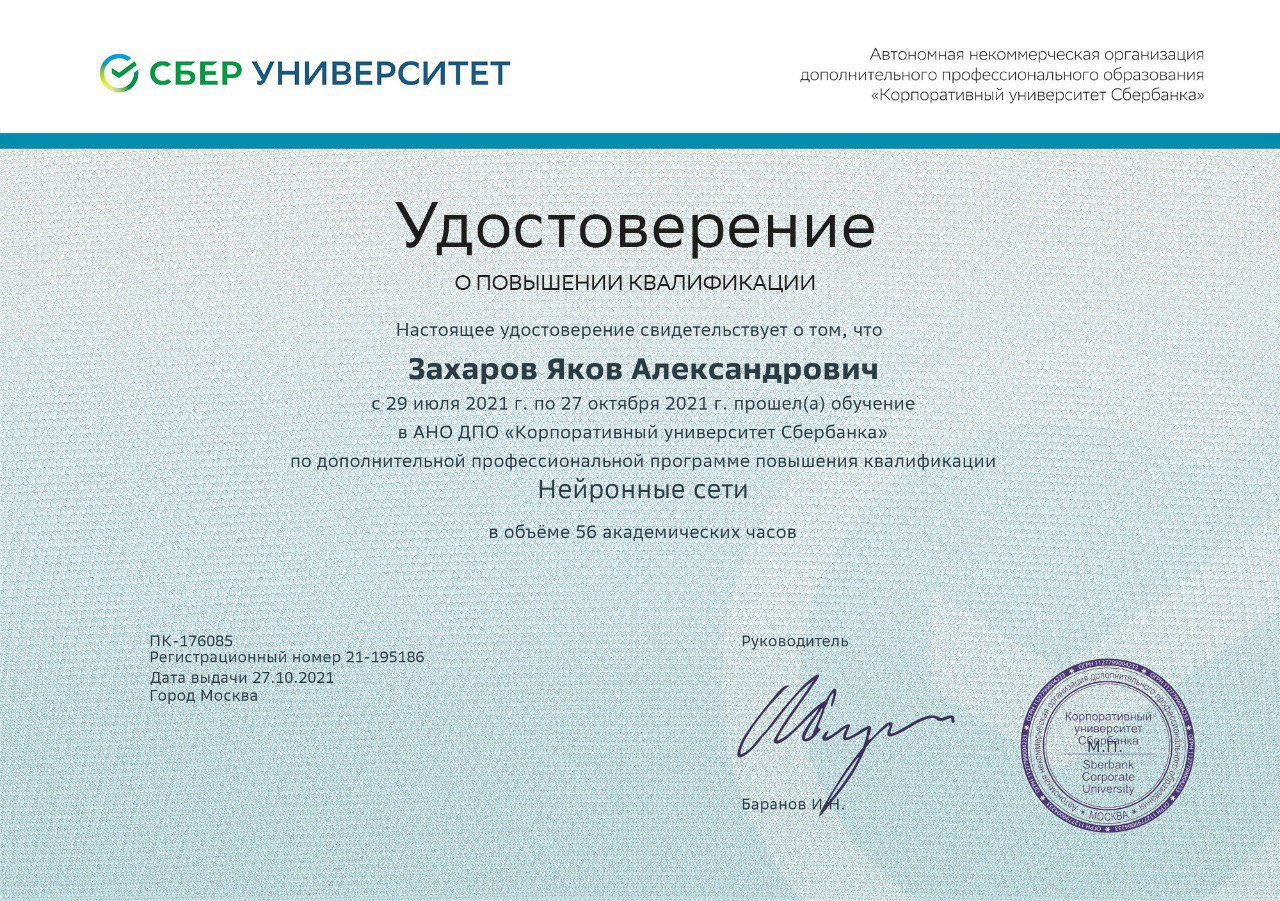 СБЕР УНИВЕРСИТЕТ
Автономная некоммерческая организация
дополнительного профессионального образования
«Корпоративный университет Сбербанка»
Удостоверение
О ПОВЫШЕНИИ КВАЛИФИКАЦИИ
Настоящее удостоверение свидетельствует о том, что
Захаров Яков Александрович
с 29 июля 2021 г. по 27 октября 2021 г. прошел(а) обучение
в АНО ДПО «Корпоративный университет Сбербанка»
по дополнительной профессиональной программе повышения квалификации
Нейронные сети
в объёме 56 академических часов
ПК-176085
Регистрационный номер 21-195186
Дата выдачи 27.10.2021
Город Москва
Руководитель
Баранов И.Н.
Автономная некоммерческая организация дополнительного профессионального образования
МОСКВА
Корпоративный
университет
Сбербанка
М.П.
Sberbank
Corporate
University